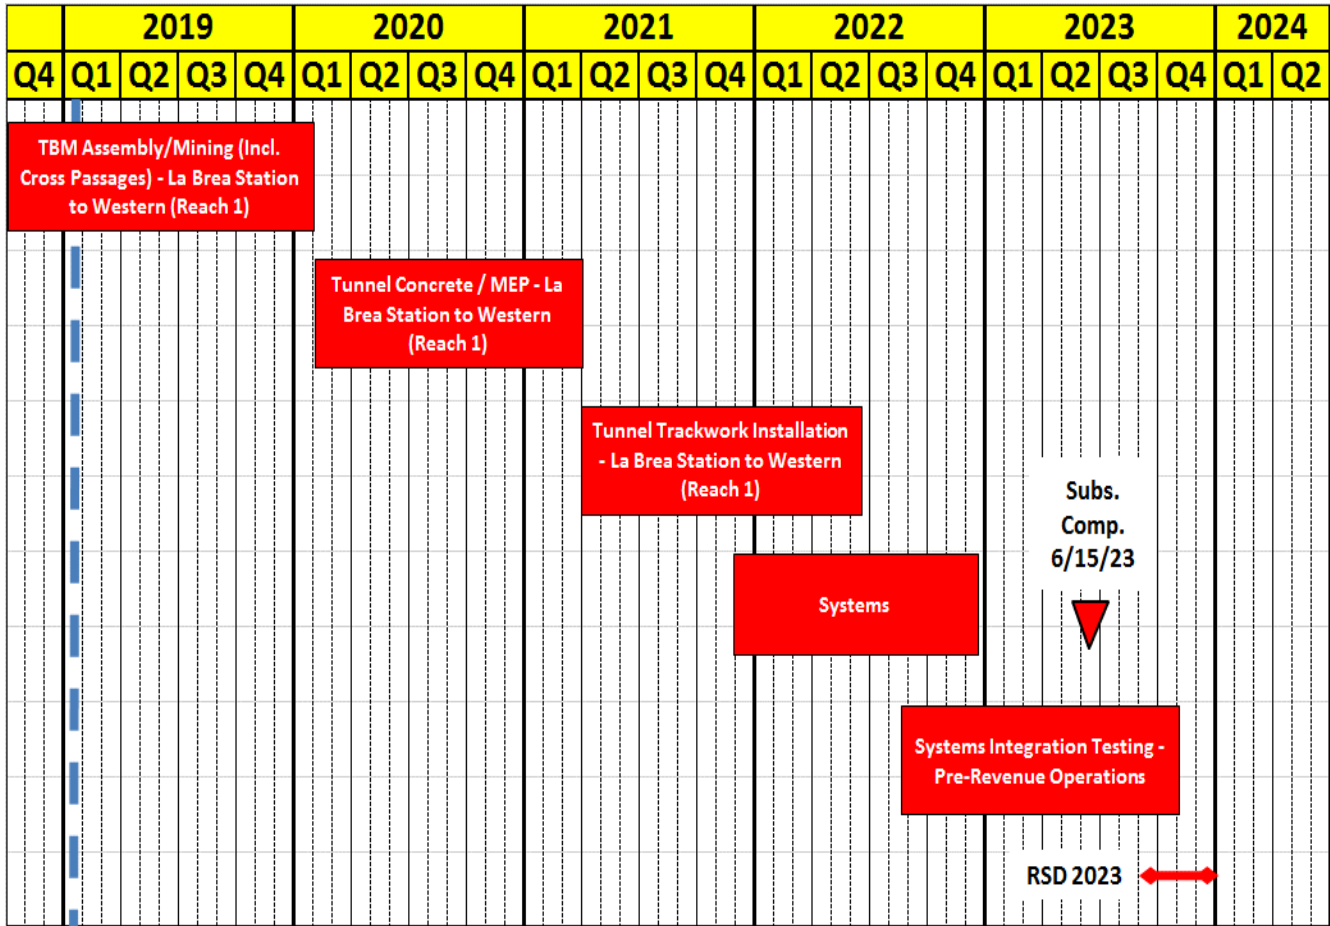 2019 2020 2021 2022 2023 2024
Q4 Q1 Q2 Q3 Q4 Q1 Q2 Q3 Q4 Q1 Q2 Q3 Q4 Q1 Q2 Q3 Q4 Q1 Q2 Q3 Q4 Q1 Q2
TBM Assembly/Mining (Incl.
Cross Passages) - La Brea Station
to Western (Reach 1)
Tunnel Concrete / MEP - La
Brea Station to Western
(Reach 1)
Tunnel Trackwork Installation
- La Brea Station to Western
(Reach 1)
Subs.
Comp.
6/15/23
Systems
Systems Integration Testing -
Pre-Revenue Operations
RSD 2023